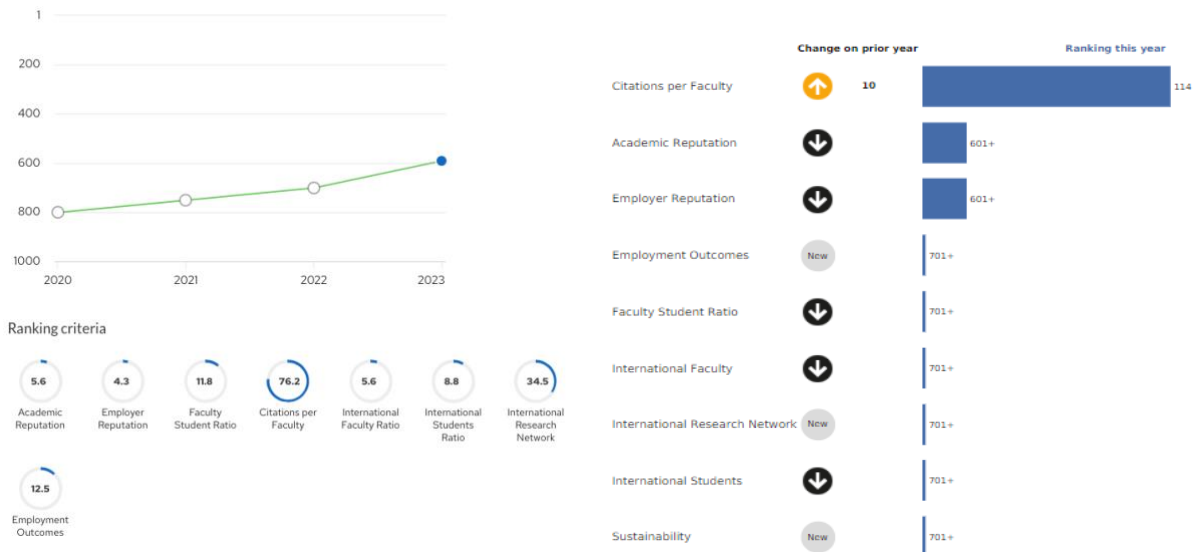 1
200
400
600
800
1000
2020 2021 2022 2023
Ranking criteria
5.6 4.3 11.8 76.2 5.6 8.8 34.5
Academic Employer Faculty Citations per International International International
Reputation Reputation Student Ratio Faculty Faculty Ratio Students Research
Ratio Network
12.5
Employment
Outcomes
Change on prior year Ranking this year
Citations per Faculty 10 114
Academic Reputation 601+
Employer Reputation 601+
Employment Outcomes New 701+
Faculty Student Ratio 701+
International Faculty 701+
International Research Network New 701+
International Students 701+
Sustainability New 701+